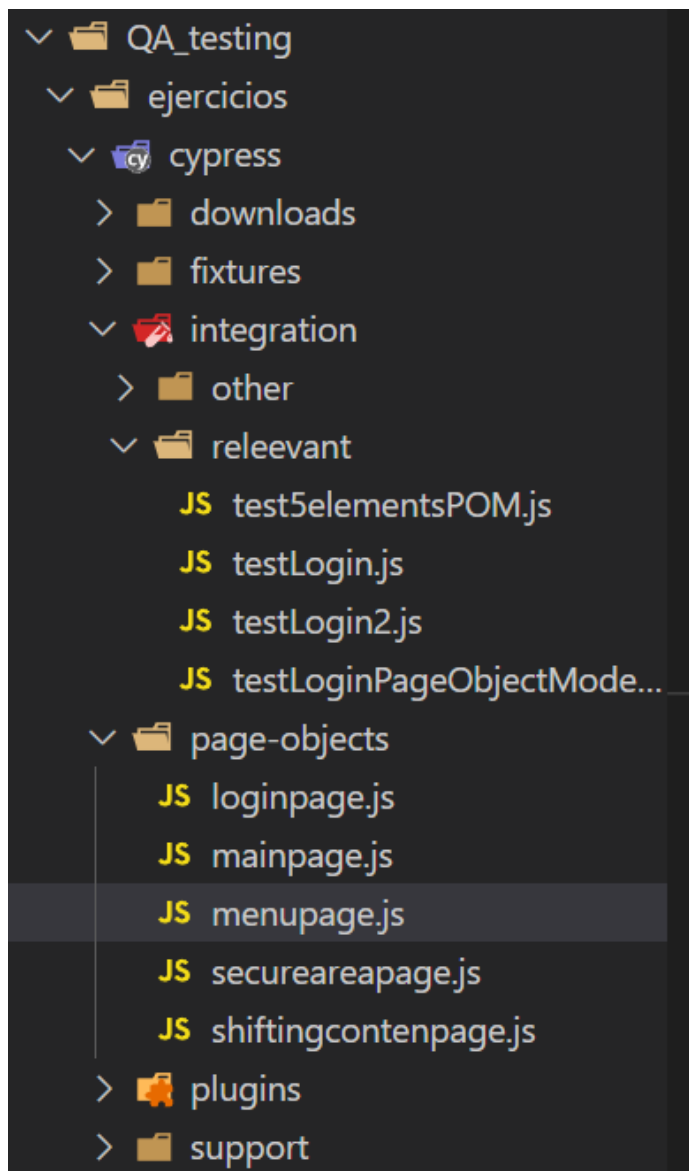 QA_testing
ejercicios
cypress
downloads
fixtures
integration
other
releevant
JS test5elementsPOM.js
JS testLogin.js
JS testLogin2.js
JS testLoginPageObjectMode...
page-objects
JS loginpage.js
JS mainpage.js
JS menupage.js
JS secureareapage.js
JS shiftingcontenpage.js
plugins
support